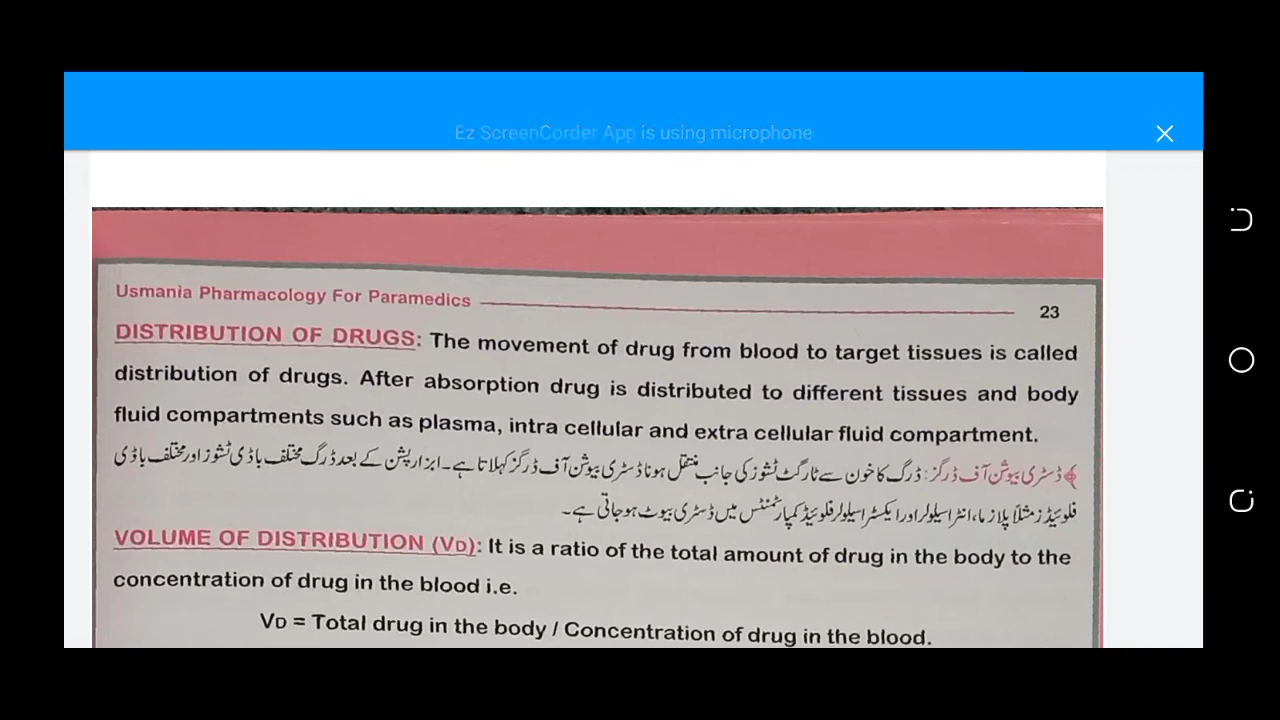 Ez ScreenCorder App is using microphone
Usmania Pharmacology For Paramedics 23
DISTRIBUTION OF DRUGS: The movement of drug from blood to target tissues is called
distribution of drugs. After absorption drug is distributed to different tissues and body
fluid compartments such as plasma, intra cellular and extra cellular fluid compartment.
ڈسٹری بیوشن آف ڈرگز: ڈرگ کا خون سے ٹارگٹ ٹشوز کی جانب منتقل ہونا ڈسٹری بیوشن آف ڈرگز کہلاتا ہے۔ ابزارپشن کے بعد ڈرگ مختلف باڈی ٹشوز اور مختلف باڈی
فلوئیڈز مثلاً پلازما، انٹراسیلولر اور ایکسٹراسیلولر فلوئیڈ کمپارٹمنٹس میں ڈسٹری بیوٹ ہو جاتی ہے۔
VOLUME OF DISTRIBUTION (VD): It is a ratio of the total amount of drug in the body to the
concentration of drug in the blood i.e.
VD = Total drug in the body / Concentration of drug in the blood.